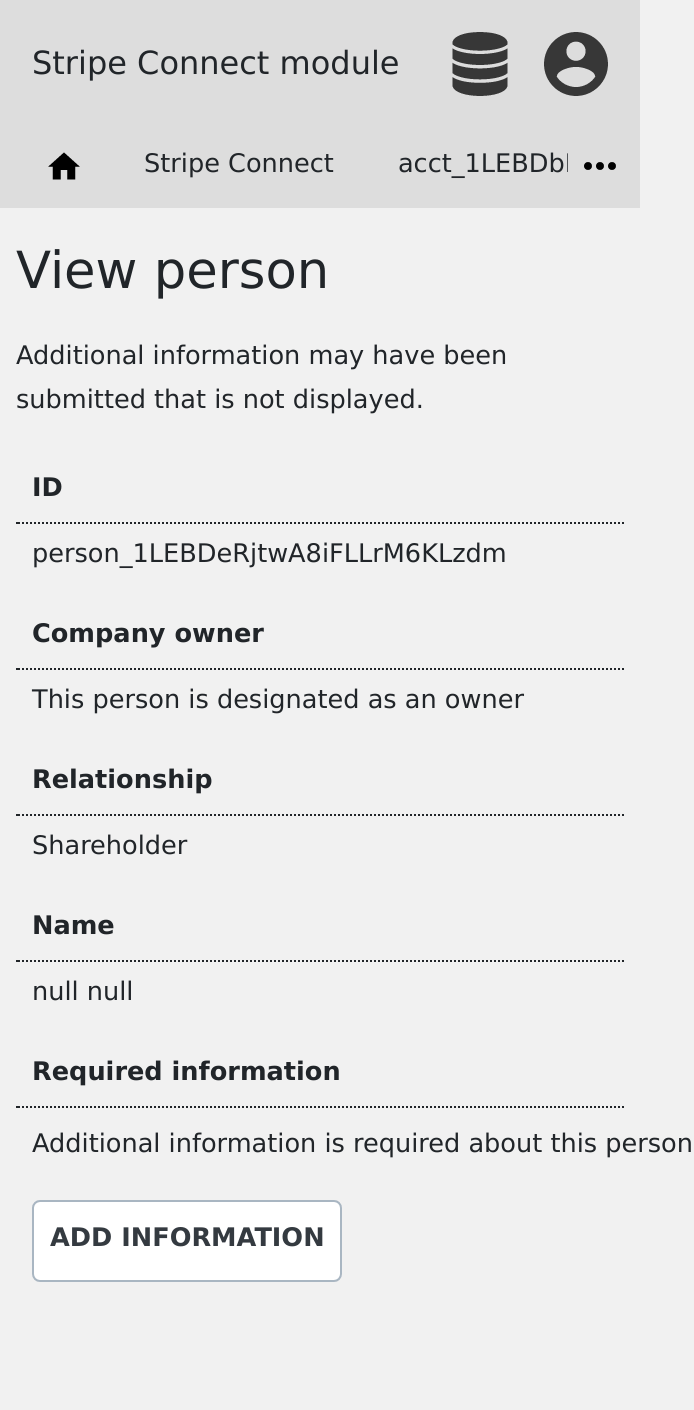 Stripe Connect module
Stripe Connect
acct_1LEBDb
View person
Additional information may have been
submitted that is not displayed.
ID
person_1LEBDeRjtwA8iFLLrM6KLzdm
Company owner
This person is designated as an owner
Relationship
Shareholder
Name
null null
Required information
Additional information is required about this person
ADD INFORMATION